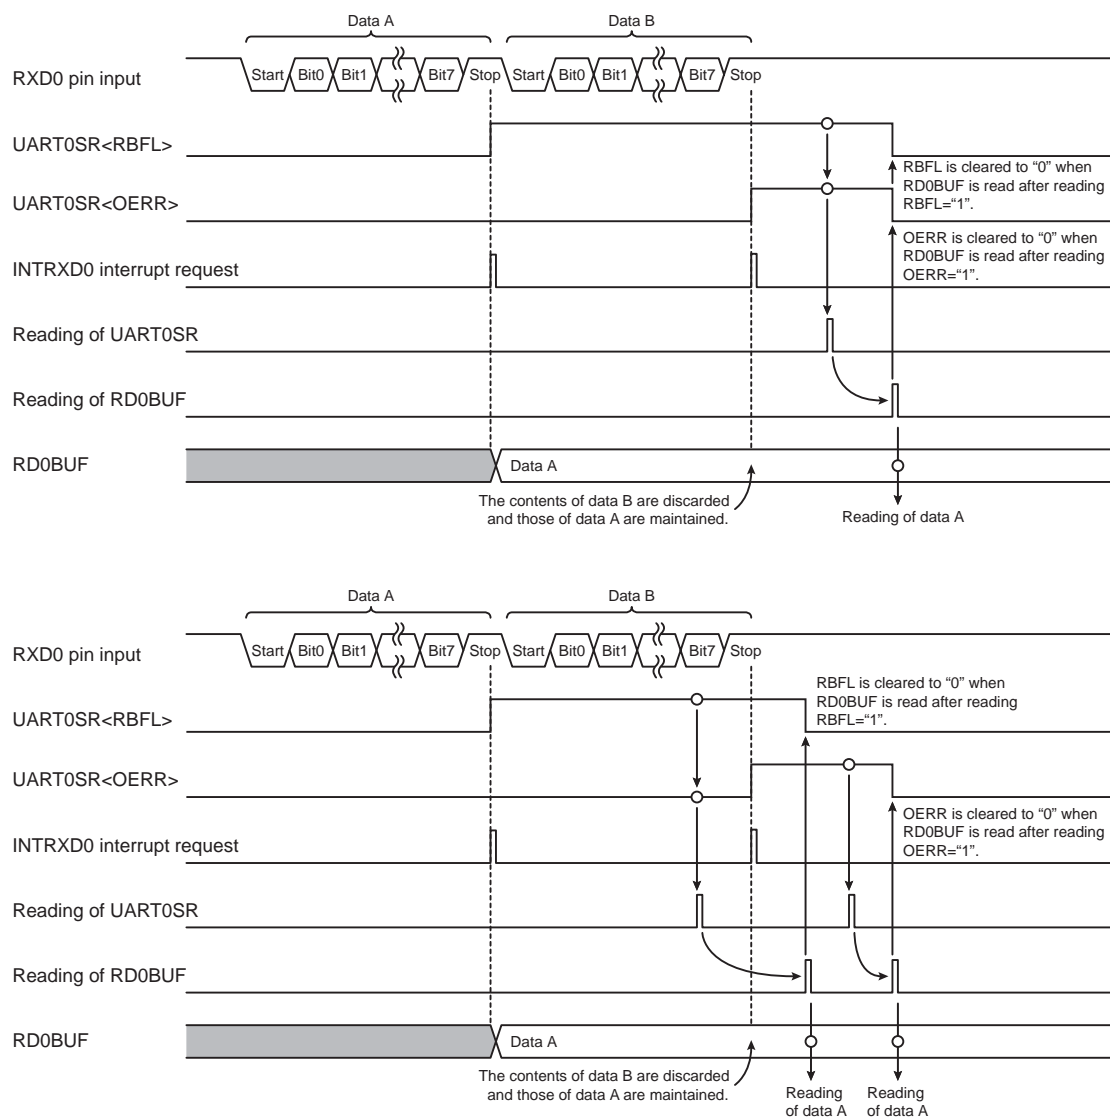 Data A
Data B
RXD0 pin input
Start Bit0 Bit1 Bit7 Stop Start Bit0 Bit1 Bit7 Stop
UART0SR<RBFL>
RBFL is cleared to “0” when
RD0BUF is read after reading
RBFL=“1”.
UART0SR<OERR>
OERR is cleared to “0” when
RD0BUF is read after reading
OERR=“1”.
INTRXD0 interrupt request
Reading of UART0SR
Reading of RD0BUF
RD0BUF
Data A
The contents of data B are discarded
and those of data A are maintained.
Reading of data A
Data A
Data B
RXD0 pin input
Start Bit0 Bit1 Bit7 Stop Start Bit0 Bit1 Bit7 Stop
RBFL is cleared to “0” when
RD0BUF is read after reading
RBFL=“1”.
UART0SR<RBFL>
UART0SR<OERR>
OERR is cleared to “0” when
RD0BUF is read after reading
OERR=“1”.
INTRXD0 interrupt request
Reading of UART0SR
Reading of RD0BUF
RD0BUF
Data A
The contents of data B are discarded
and those of data A are maintained.
Reading
of data A
Reading
of data A